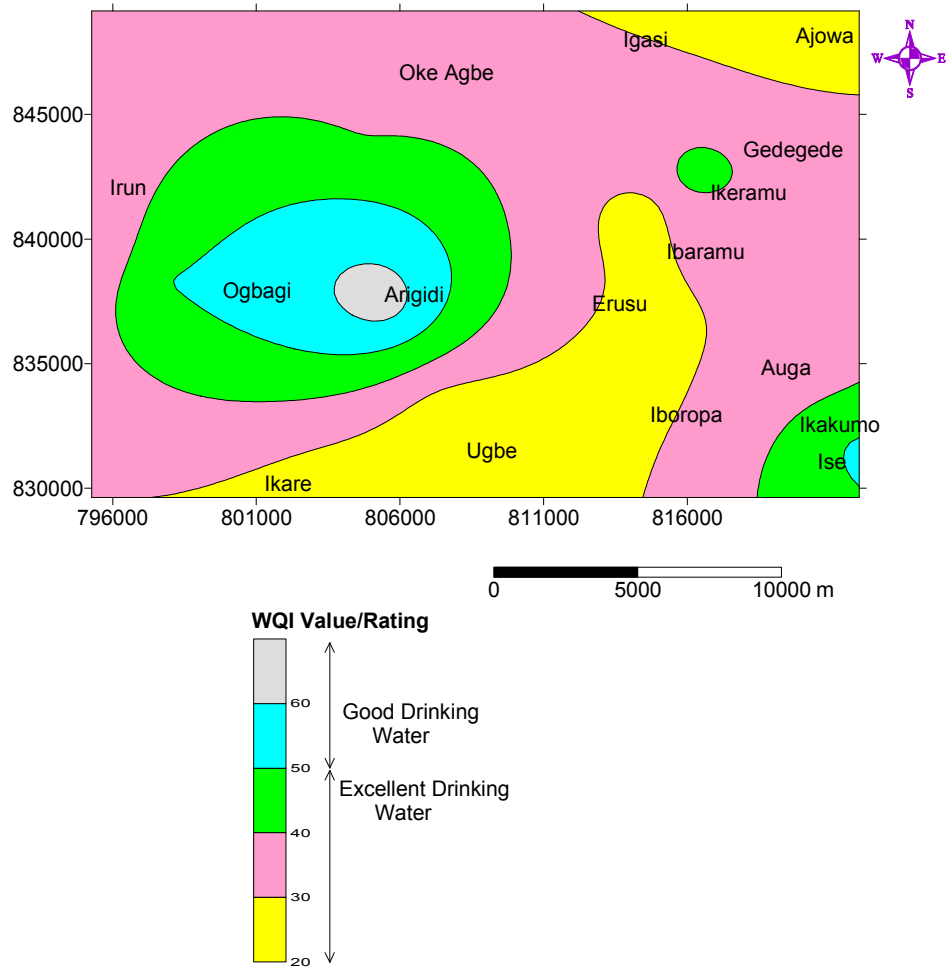 Igasi
Ajowa
N
W
E
S
Oke Agbe
845000
Gedegede
Irun
Ikeramu
840000
Ibaramu
Ogbagi
Arigidi
Erusu
835000
Auga
Iboropa
Ikakumo
Ugbe
Ise
830000
Ikare
796000 801000 806000 811000 816000
0 5000 10000 m
WQI Value/Rating
60
Good Drinking
Water
50
Excellent Drinking
Water
40
30
20